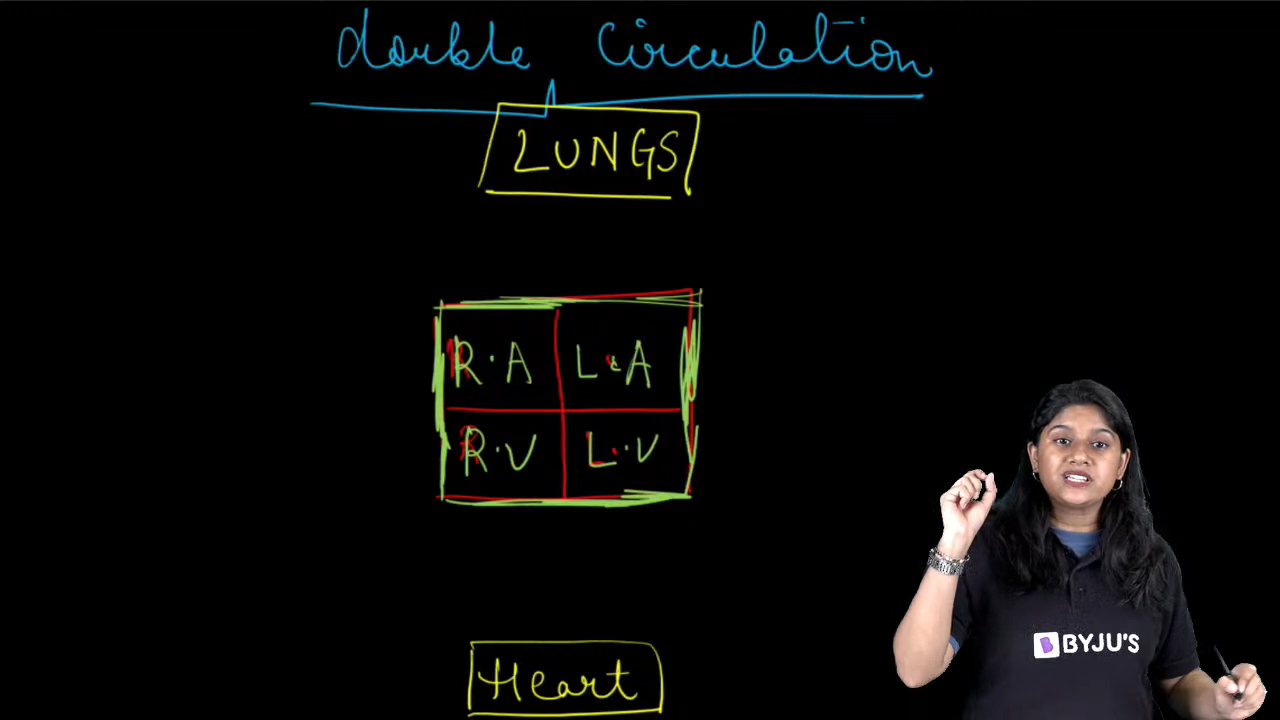 double Circulation
LUNGS
R.A L.A
R.V L.V
Heart
BYJU'S